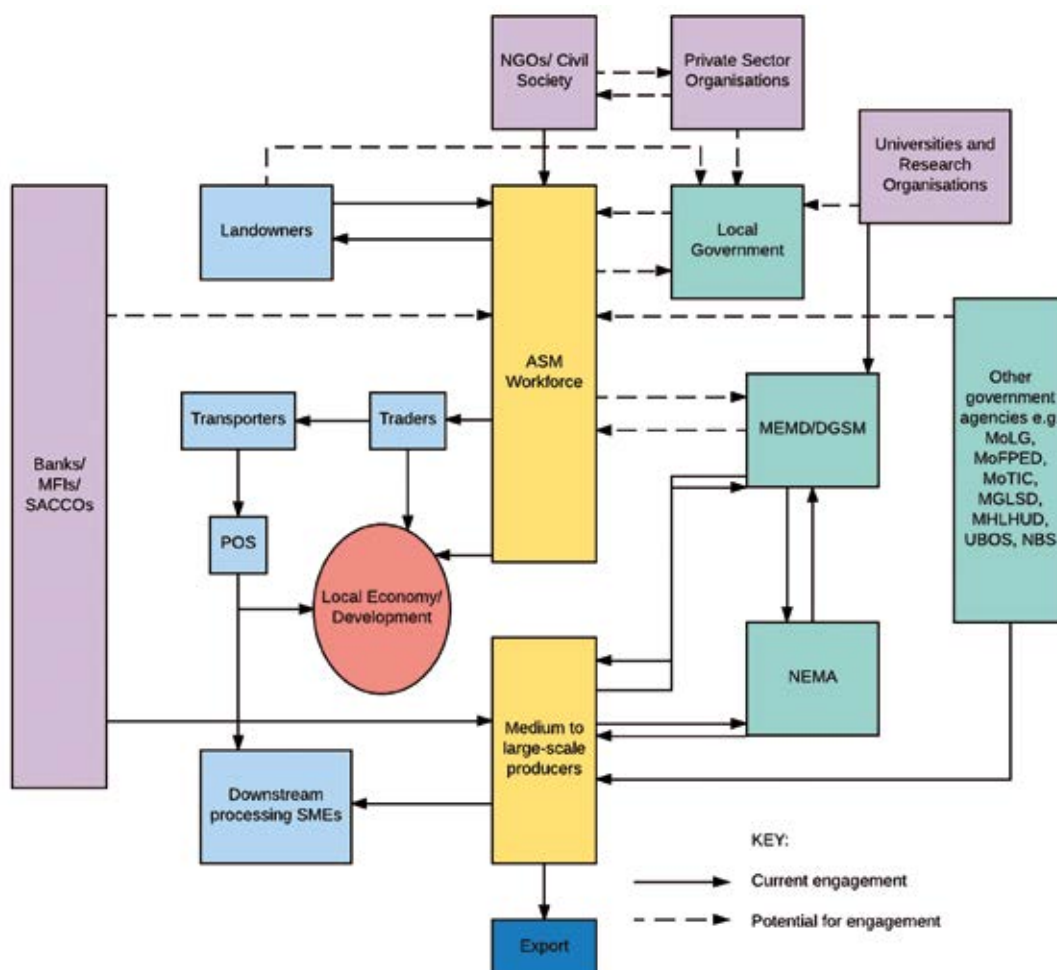 NGOs/ Civil
Society
Private Sector
Organisations
Universities and
Research
Organisations
Landowners
Local
Government
ASM
Workforce
Other
government
agencies e.g.
MoLG,
MoFPED,
MoTIC,
MGLSD,
MHLHUD,
UBOS, NBS
Transporters
Traders
MEMD/DGSM
Banks/
MFIs/
SACCOs
POS
Local Economy/
Development
NEMA
Medium to
large-scale
producers
Downstream
processing SMEs
KEY:
Current engagement
Potential for engagement
Export